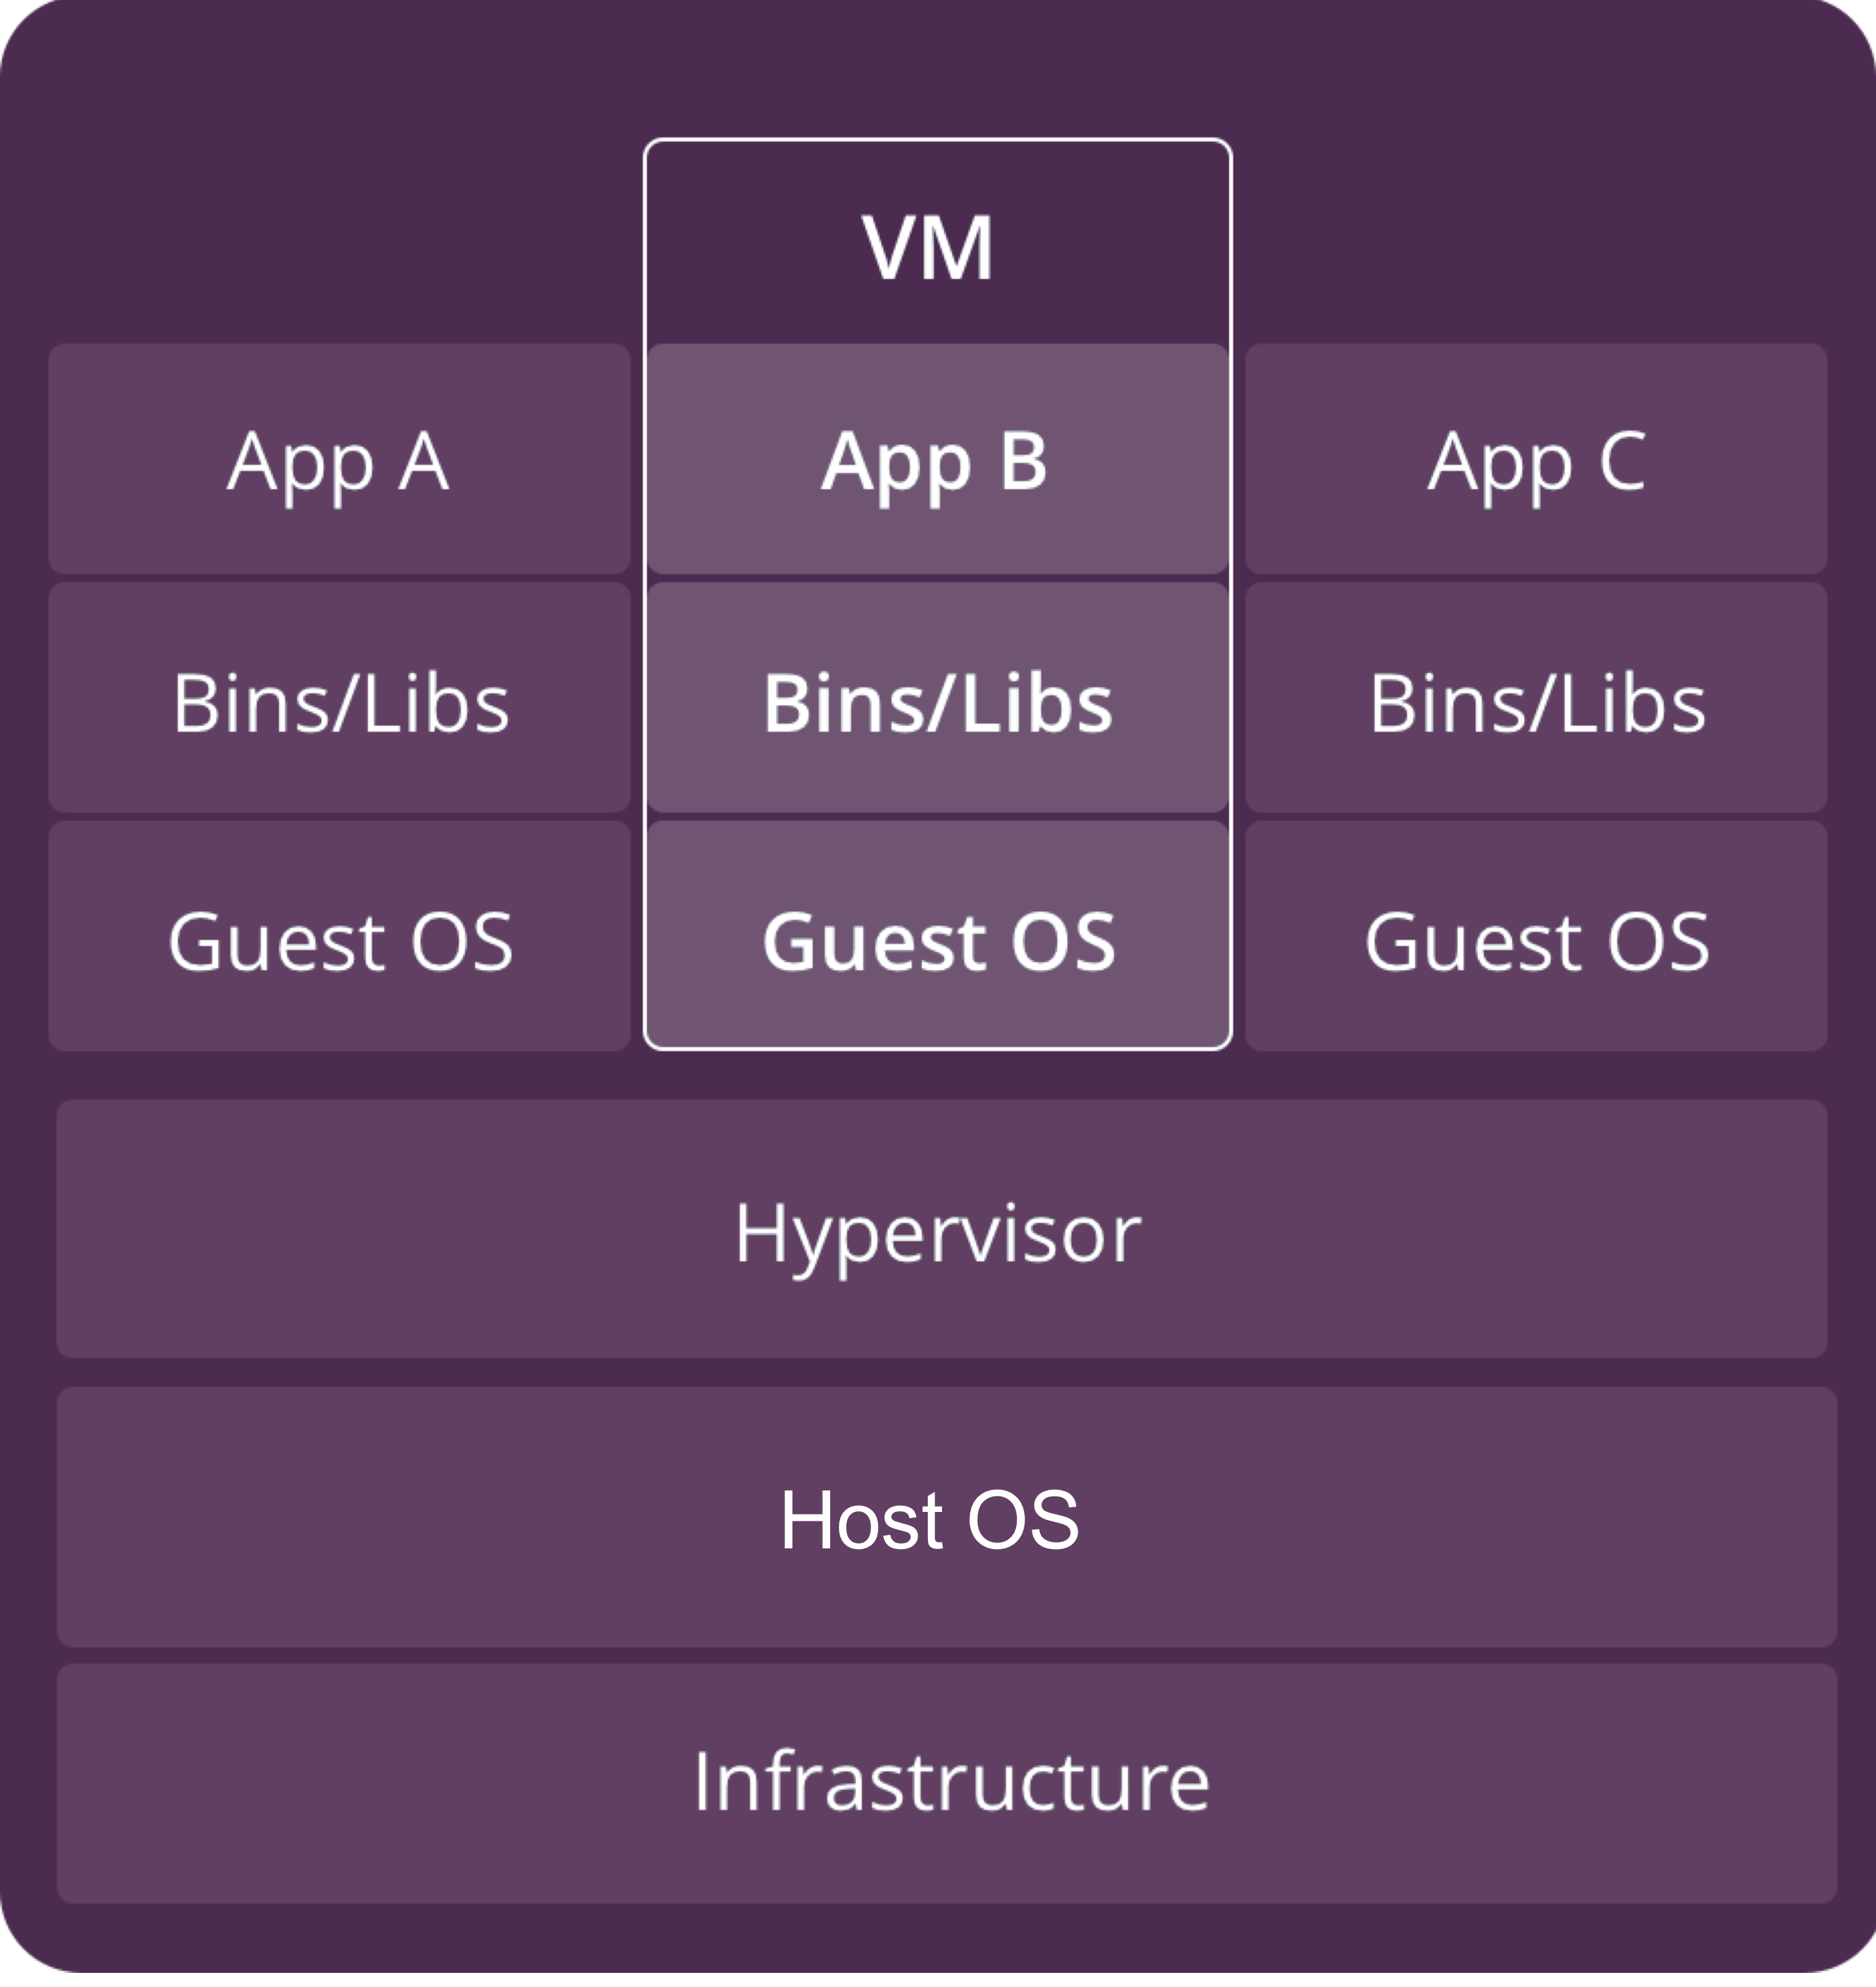 VM
App A
App B
App C
Bins/Libs
Bins/Libs
Bins/Libs
Guest OS
Guest OS
Guest OS
Hypervisor
Host OS
Infrastructure